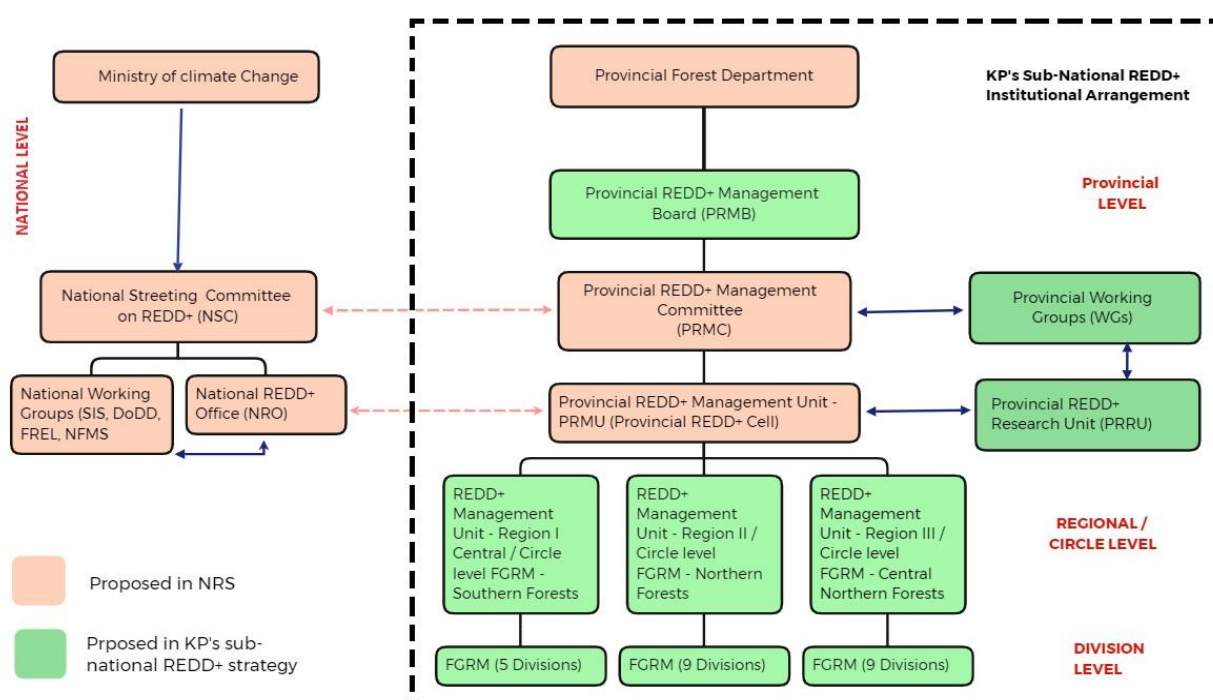 NATIONAL LEVEL
Ministry of climate Change
National Streeting Committee
on REDD+ (NSC)
National Working
Groups (SIS, DoDD,
FREL, NFMS
National REDD+
Office (NRO)
Proposed in NRS
Prposed in KP's sub-
national REDD+ strategy
Provincial Forest Department
KP's Sub-National REDD+
Institutional Arrangement
Provincial REDD+ Management
Board (PRMB)
Provincial
LEVEL
Provincial REDD+ Management
Committee
(PRMC)
Provincial Working
Groups (WGs)
Provincial REDD+ Management Unit -
PRMU (Provincial REDD+ Cell)
Provincial REDD+
Research Unit (PRRU)
REDD+
Management
Unit - Region I
Central / Circle
level FGRM -
Southern Forests
REDD+
Management
Unit - Region II /
Circle level
FGRM - Northern
Forests
REDD+
Management
Unit - Region III /
Circle level
FGRM - Central
Northern Forests
REGIONAL /
CIRCLE LEVEL
FGRM (5 Divisions)
FGRM (9 Divisions)
FGRM (9 Divisions)
DIVISION
LEVEL